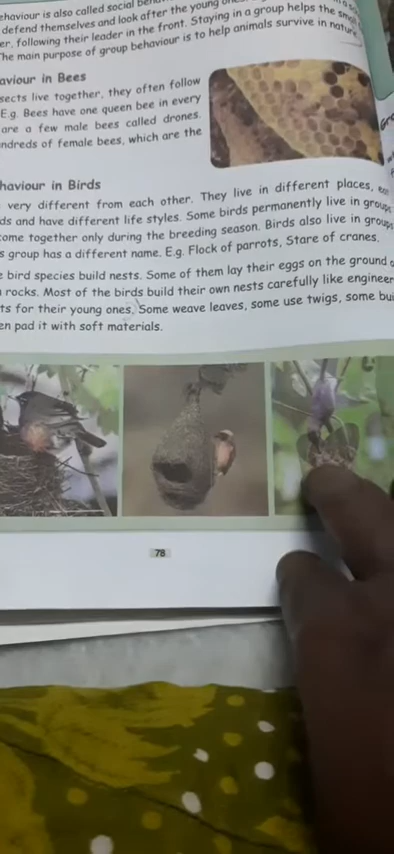 ehaviour is also called social
defend themselves and look after the young
er, following their leader in the front. Staying in a group helps the
he main purpose of group behaviour is to help animals survive in nature
aviour in Bees
sects live together, they often follow
E.g. Bees have one queen bee in every
are a few male bees called drones.
ndreds of female bees, which are the
haviour in Birds
very different from each other. They live in different places,
ds and have different life styles. Some birds permanently live in groups
ome together only during the breeding season. Birds also live in groups
s group has a different name. E.g. Flock of parrots, Stare of cranes.
e bird species build nests. Some of them lay their eggs on the ground
rocks. Most of the birds build their own nests carefully like engineer
ts for their young ones. Some weave leaves, some use twigs, some bui
en pad it with soft materials.
78